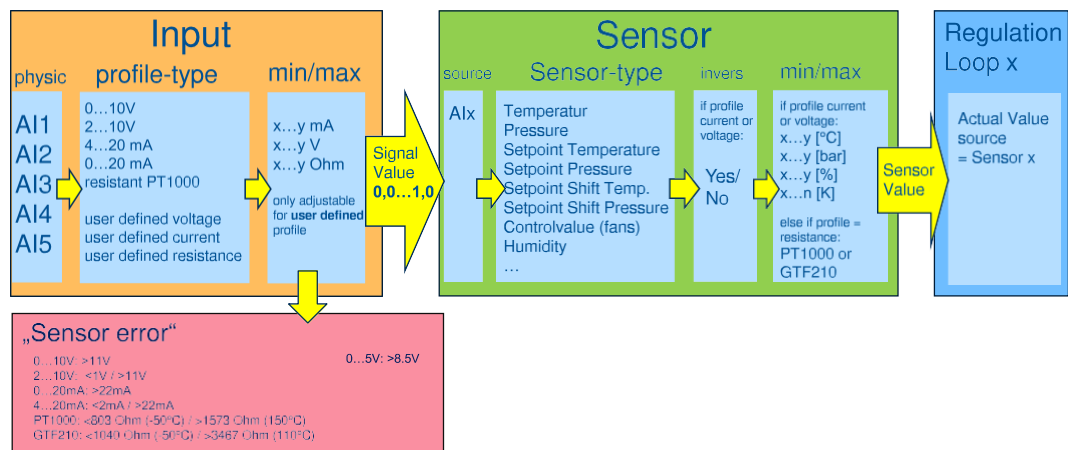 Input
physic
profile-type
min/max
AI1
AI2
AI3
AI4
AI5
0...10V
2...10V
4...20 mA
0...20 mA
resistant PT1000
user defined voltage
user defined current
user defined resistance
x...y mA
x...y V
x...y Ohm
only adjustable
for user defined
profile
Signal
Value
0,0...1,0
Sensor
source
Sensor-type
invers
min/max
AIx
Temperatur
Pressure
Setpoint Temperature
Setpoint Pressure
Setpoint Shift Temp.
Setpoint Shift Pressure
Controlvalue (fans)
Humidity
...
if profile
current or
voltage:
Yes/
No
if profile current
or voltage:
x...y [°C]
x...y [bar]
x...y [%]
x...n [K]
else if profile =
resistance:
PT1000 or
GTF210
Sensor
Value
Regulation
Loop x
Actual Value
source
= Sensor x
„Sensor error“
0...10V: >11V
0...5V: >8.5V
2...10V: <1V / >11V
0...20mA: >22mA
4...20mA: <2mA / >22mA
PT1000: <803 Ohm (-50°C) / >1573 Ohm (150°C)
GTF210: <1040 Ohm (-50°C) / >3467 Ohm (110°C)